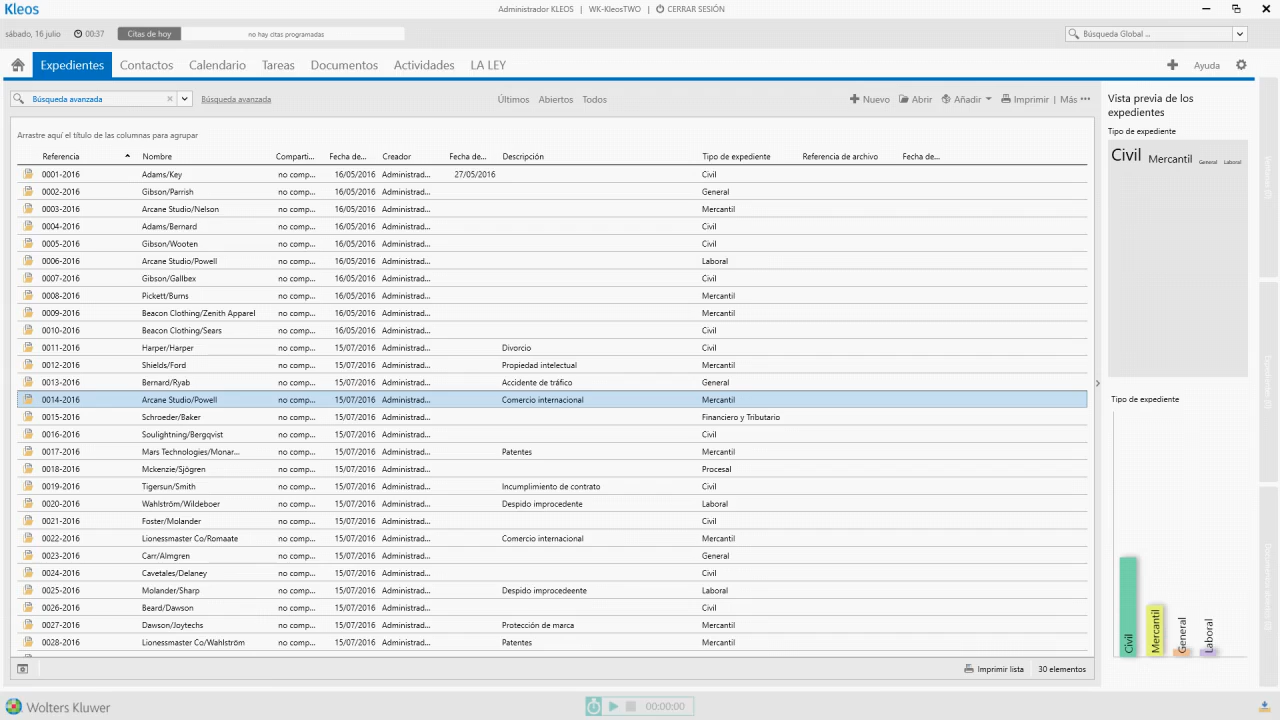 Kleos
Administrador KLEOS | WK-KleosTWO | CERRAR SESIÓN
sábado, 16 julio 00:37 Citas de hoy no hay citas programadas Búsqueda Global ...
Expedientes Contactos Calendario Tareas Documentos Actividades LA LEY Ayuda
Búsqueda avanzada Búsqueda avanzada Últimos Abiertos Todos Nuevo Abrir Añadir Imprimir | Más •••
Arrastre aquí el título de las columnas para agrupar
Referencia Nombre Comparti... Fecha de... Creador Fecha de... Descripción Tipo de expediente Referencia de archivo Fecha de...
0001-2016 Adams/Key no comp... 16/05/2016 Administrad... 27/05/2016 Civil
0002-2016 Gibson/Parrish no comp... 16/05/2016 Administrad... General
0003-2016 Arcane Studio/Nelson no comp... 16/05/2016 Administrad... Mercantil
0004-2016 Adams/Bernard no comp... 16/05/2016 Administrad... Civil
0005-2016 Gibson/Wooten no comp... 16/05/2016 Administrad... Civil
0006-2016 Arcane Studio/Powell no comp... 16/05/2016 Administrad... Laboral
0007-2016 Gibson/Gallbex no comp... 16/05/2016 Administrad... Civil
0008-2016 Pickett/Burns no comp... 16/05/2016 Administrad... Mercantil
0009-2016 Beacon Clothing/Zenith Apparel no comp... 16/05/2016 Administrad... Mercantil
0010-2016 Beacon Clothing/Sears no comp... 16/05/2016 Administrad... Civil
0011-2016 Harper/Harper no comp... 15/07/2016 Administrad... Divorcio Civil
0012-2016 Shields/Ford no comp... 15/07/2016 Administrad... Propiedad intelectual Mercantil
0013-2016 Bernard/Ryab no comp... 15/07/2016 Administrad... Accidente de tráfico General
0014-2016 Arcane Studio/Powell no comp... 15/07/2016 Administrad... Comercio internacional Mercantil
0015-2016 Schroeder/Baker no comp... 15/07/2016 Administrad... Financiero y Tributario
0016-2016 Soulightning/Bergqvist no comp... 15/07/2016 Administrad... Civil
0017-2016 Mars Technologies/Monar... no comp... 15/07/2016 Administrad... Patentes Mercantil
0018-2016 Mckenzie/Sjögren no comp... 15/07/2016 Administrad... Procesal
0019-2016 Tigersun/Smith no comp... 15/07/2016 Administrad... Incumplimiento de contrato Civil
0020-2016 Wahlström/Wildeboer no comp... 15/07/2016 Administrad... Despido improcedente Laboral
0021-2016 Foster/Molander no comp... 15/07/2016 Administrad... Civil
0022-2016 Lionessmaster Co/Romaate no comp... 15/07/2016 Administrad... Comercio internacional Mercantil
0023-2016 Carr/Almgren no comp... 15/07/2016 Administrad... General
0024-2016 Cavetales/Delaney no comp... 15/07/2016 Administrad... Civil
0025-2016 Molander/Sharp no comp... 15/07/2016 Administrad... Despido improcedeente Laboral
0026-2016 Beard/Dawson no comp... 15/07/2016 Administrad... Civil
0027-2016 Dawson/Joytechs no comp... 15/07/2016 Administrad... Protección de marca Mercantil
0028-2016 Lionessmaster Co/Wahlström no comp... 15/07/2016 Administrad... Patentes Mercantil
Imprimir lista 30 elementos
Vista previa de los
expedientes
Tipo de expediente
Civil Mercantil General Laboral
Tipo de expediente
Civil Mercantil General Laboral
Wolters Kluwer 00:00:00